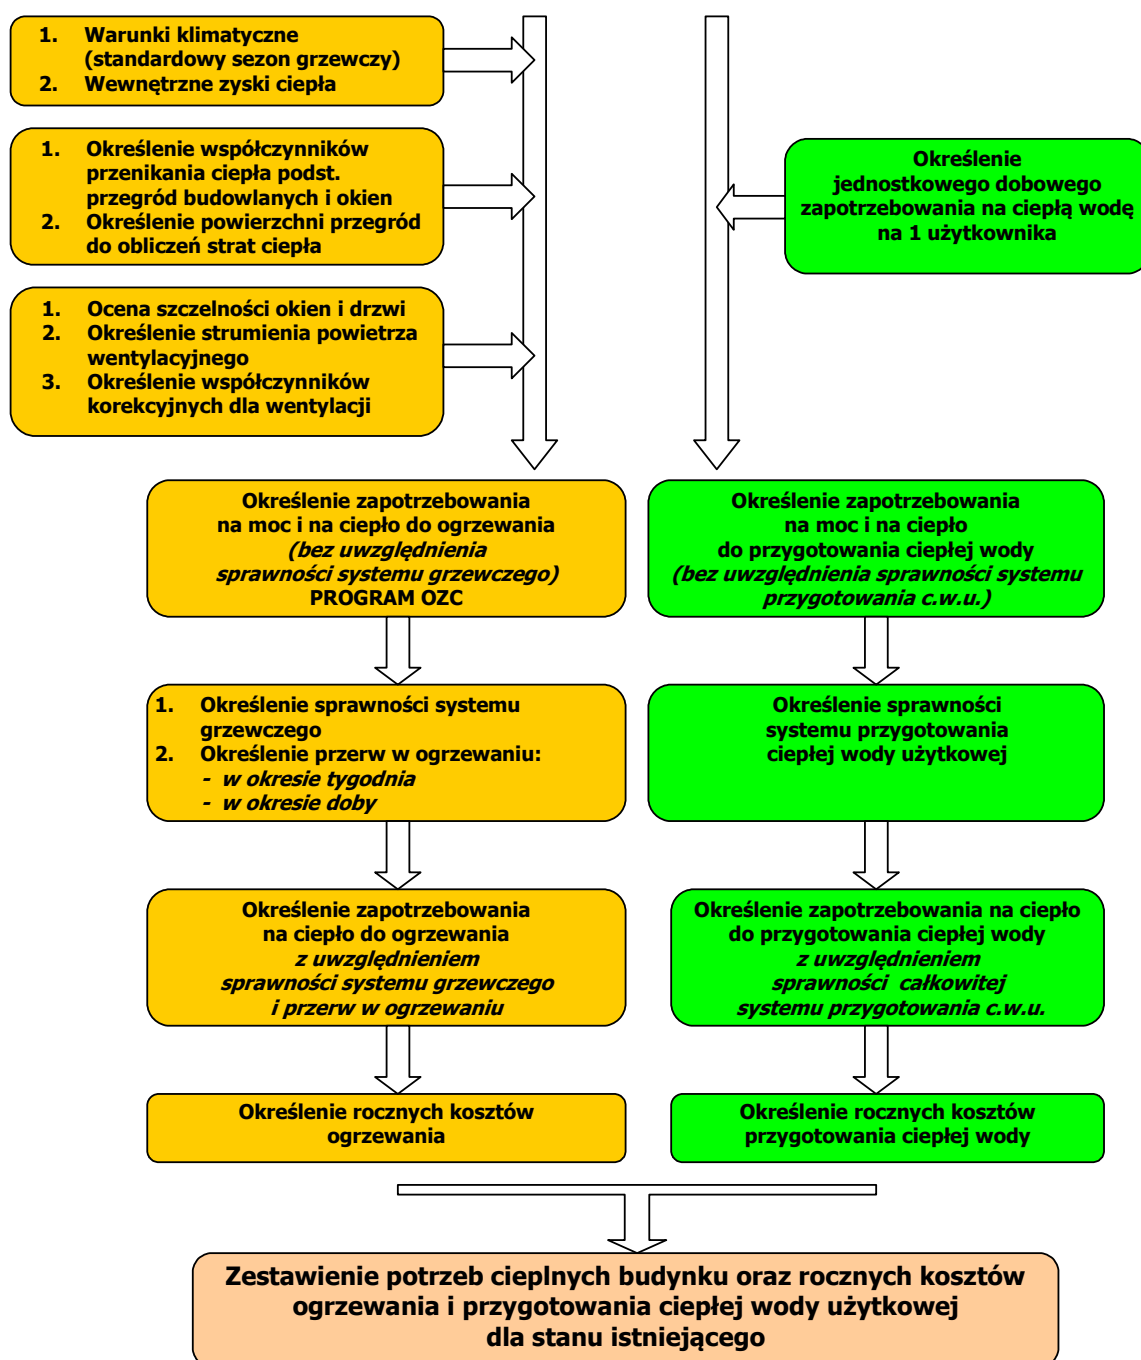 1. Warunki klimatyczne
(standardowy sezon grzewczy)
2. Wewnętrzne zyski ciepła
1. Określenie współczynników
przenikania ciepła podst.
przegród budowlanych i okien
2. Określenie powierzchni przegród
do obliczeń strat ciepła
1. Ocena szczelności okien i drzwi
2. Określenie strumienia powietrza
wentylacyjnego
3. Określenie współczynników
korekcyjnych dla wentylacji
Określenie
jednostkowego dobowego
zapotrzebowania na ciepłą wodę
na 1 użytkownika
Określenie zapotrzebowania
na moc i na ciepło do ogrzewania
(bez uwzględnienia
sprawności systemu grzewczego)
PROGRAM OZC
Określenie zapotrzebowania
na moc i na ciepło
do przygotowania ciepłej wody
(bez uwzględnienia sprawności systemu
przygotowania c.w.u.)
1. Określenie sprawności systemu
grzewczego
2. Określenie przerw w ogrzewaniu:
- w okresie tygodnia
- w okresie doby
Określenie sprawności
systemu przygotowania
ciepłej wody użytkowej
Określenie zapotrzebowania
na ciepło do ogrzewania
z uwzględnieniem
sprawności systemu grzewczego
i przerw w ogrzewaniu
Określenie zapotrzebowania na ciepło
do przygotowania ciepłej wody
z uwzględnieniem
sprawności całkowitej
systemu przygotowania c.w.u.
Określenie rocznych kosztów
ogrzewania
Określenie rocznych kosztów
przygotowania ciepłej wody
Zestawienie potrzeb cieplnych budynku oraz rocznych kosztów
ogrzewania i przygotowania ciepłej wody użytkowej
dla stanu istniejącego